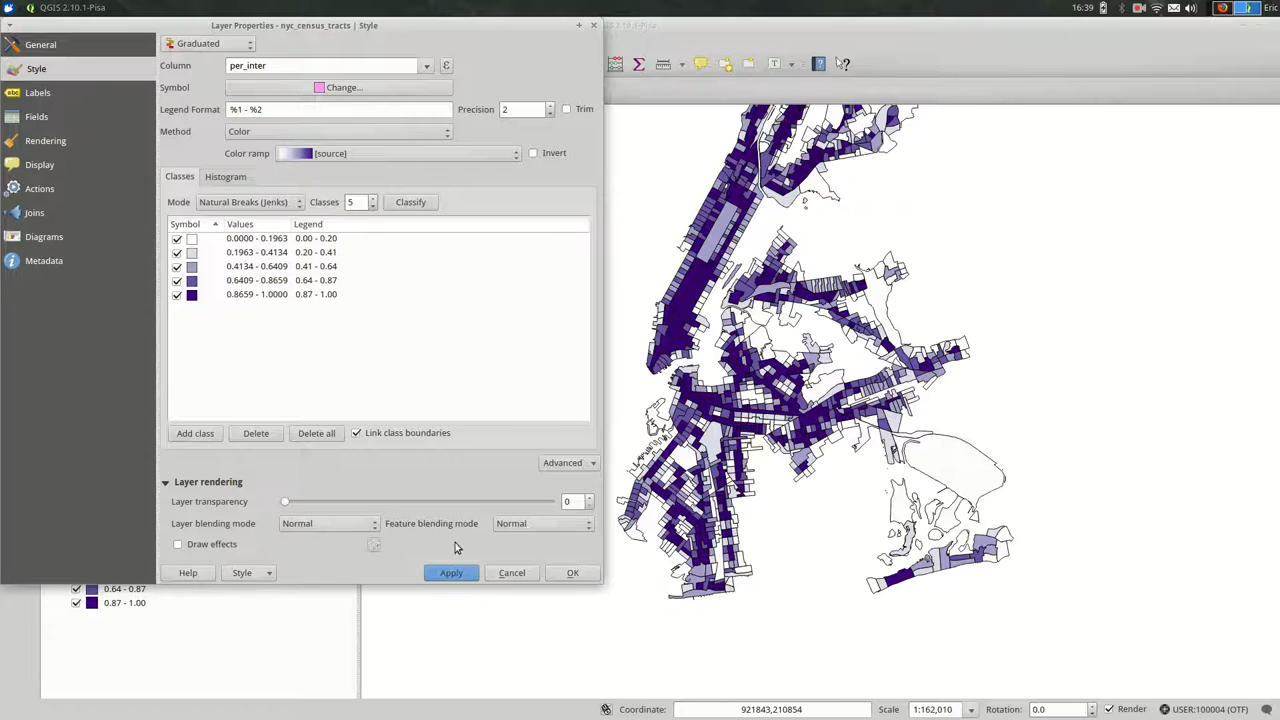 QGIS 2.10.1-Pisa
16:39
Eric
Layer Properties - nyc_census_tracts | Style
General
Style
Labels
Fields
Rendering
Display
Actions
Joins
Diagrams
Metadata
Graduated
Column per_inter ε
Symbol Change...
Legend Format %1 - %2 Precision 2 Trim
Method Color
Color ramp [source] Invert
Classes Histogram
Mode Natural Breaks (Jenks) Classes 5 Classify
Symbol Values Legend
0.0000 - 0.1963 0.00 - 0.20
0.1963 - 0.4134 0.20 - 0.41
0.4134 - 0.6409 0.41 - 0.64
0.6409 - 0.8659 0.64 - 0.87
0.8659 - 1.0000 0.87 - 1.00
Add class Delete Delete all Link class boundaries
Advanced
Layer rendering
Layer transparency 0
Layer blending mode Normal Feature blending mode Normal
Draw effects
Help Style Apply Cancel OK
0.64 - 0.87
0.87 - 1.00
Coordinate: 921843,210854 Scale 1:162,010 Rotation: 0.0 Render USER:100004 (OTF)